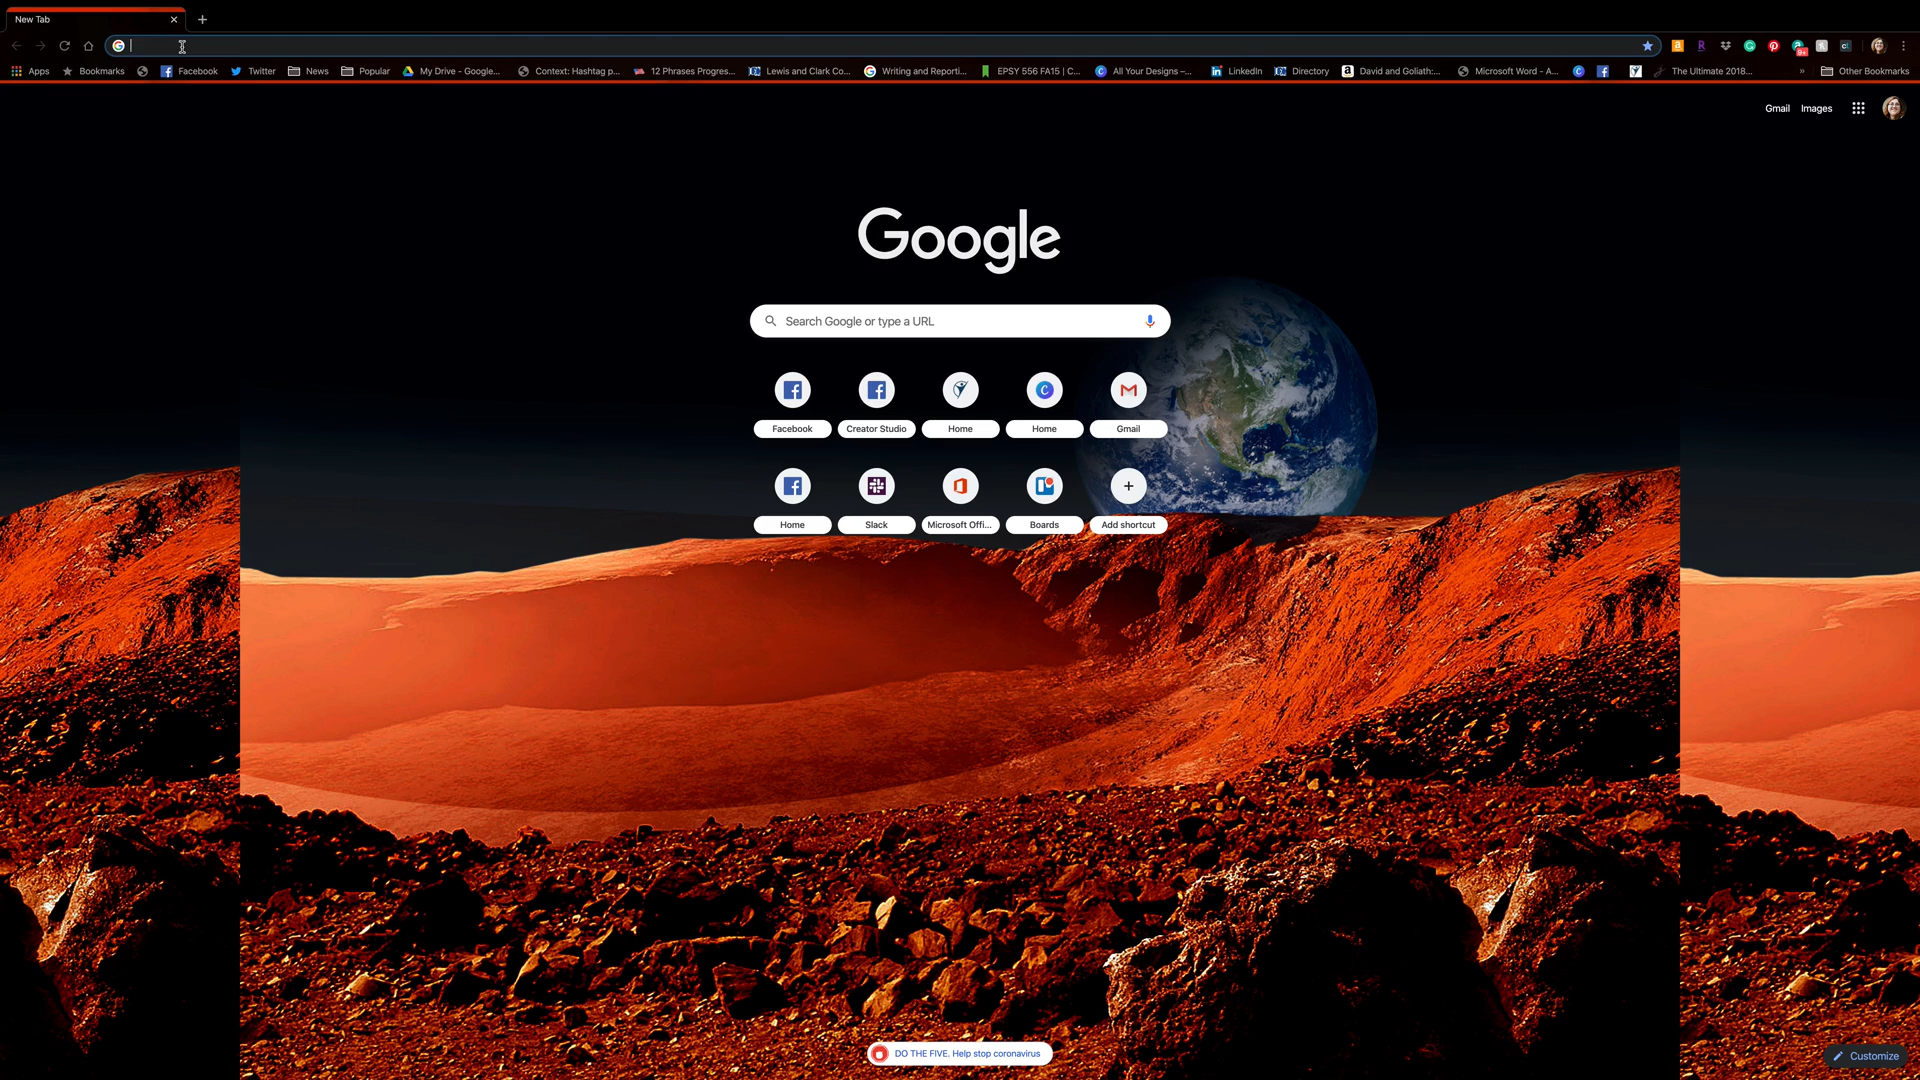 New Tab
Apps Bookmarks Facebook Twitter News Popular My Drive - Google... Context: Hashtag p... 12 Phrases Progres... Lewis and Clark Co... Writing and Reporti... EPSY 556 FA15 | C... All Your Designs –... LinkedIn Directory David and Goliath:... Microsoft Word - A... The Ultimate 2018... » Other Bookmarks
Gmail Images
Google
Search Google or type a URL
Facebook Creator Studio Home Home Gmail
Home Slack Microsoft Offi... Boards Add shortcut
DO THE FIVE. Help stop coronavirus
Customize